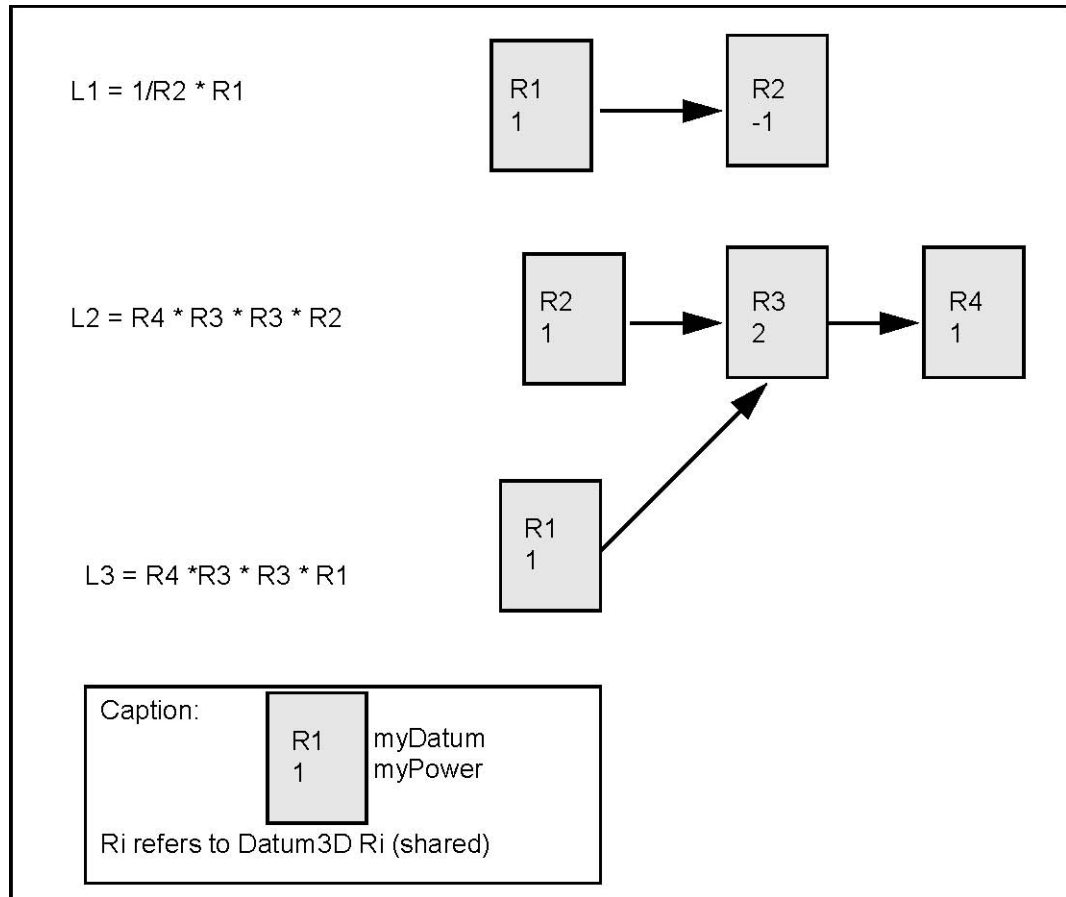 L1 = 1/R2 * R1
R1
1
R2
-1
L2 = R4 * R3 * R3 * R2
R2
1
R3
2
R4
1
R1
1
L3 = R4 *R3 * R3 * R1
Caption:
R1
1
myDatum
myPower
Ri refers to Datum3D Ri (shared)